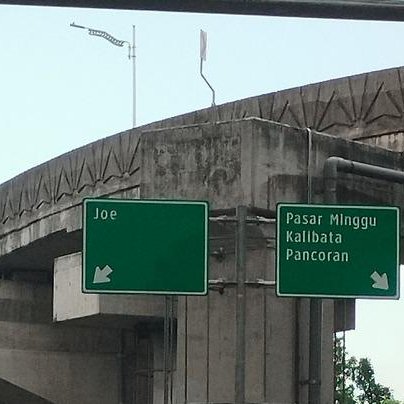 Joe
Pasar MInggu
Kalibata
Pancoran